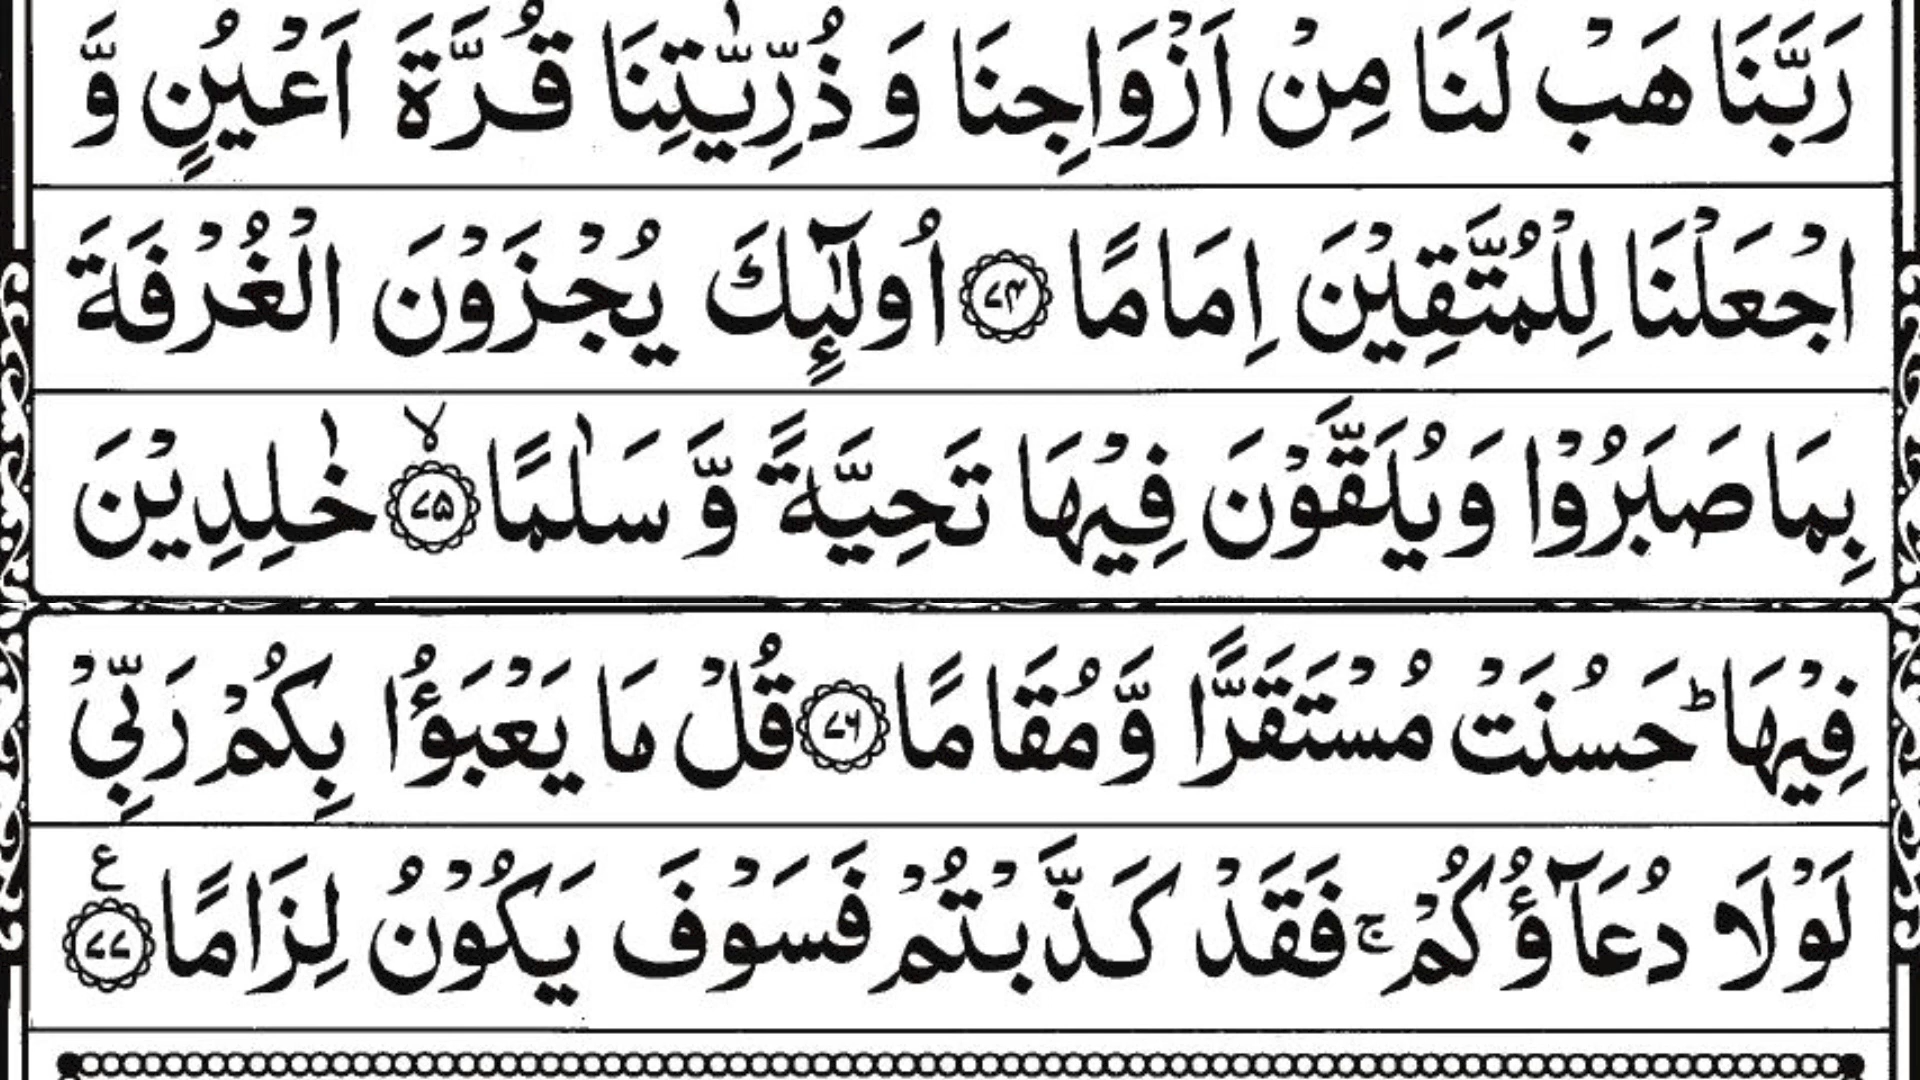 رَبَّنَا هَبْ لَنَا مِنْ اَزْوَاجِنَا وَ ذُرِّيّٰتِنَا قُرَّةَ اَعْيُنٍ وَّ
اجْعَلْنَا لِلْمُتَّقِيْنَ اِمَامًا ﴿۷۴﴾ اُولٰٓئِكَ يُجْزَوْنَ الْغُرْفَةَ
بِمَا صَبَرُوْا وَ يُلَقَّوْنَ فِيْهَا تَحِيَّةً وَّ سَلٰمًا ﴿۷۵﴾ۙ خٰلِدِيْنَ
فِيْهَا ؕ حَسُنَتْ مُسْتَقَرًّا وَّ مُقَامًا ﴿۷۶﴾ قُلْ مَا يَعْبَؤُا بِكُمْ رَبِّيْ
لَوْلَا دُعَآؤُكُمْ ۚ فَقَدْ كَذَّبْتُمْ فَسَوْفَ يَكُوْنُ لِزَامًا ﴿۷۷﴾ ع